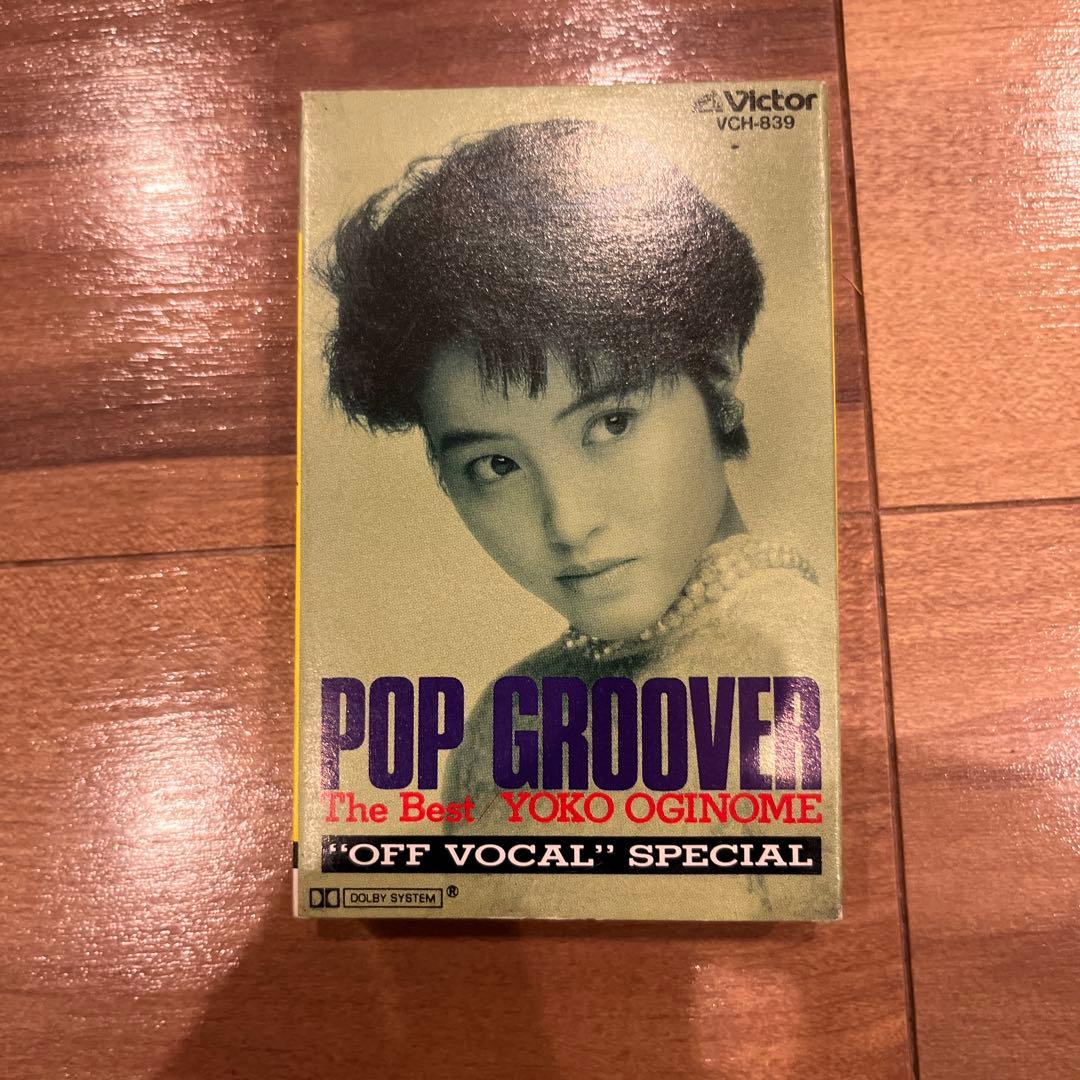 Victor
VCH-839
POP GROOVER
The Best / YOKO OGINOME
“OFF VOCAL” SPECIAL
DOLBY SYSTEM ®